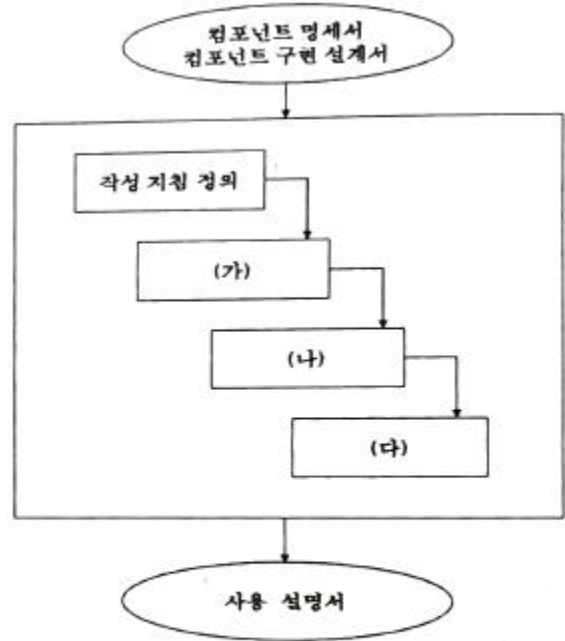 컴포넌트 명세서
컴포넌트 구현 설계서
작성 지침 정의
(가)
(나)
(다)
사용 설명서